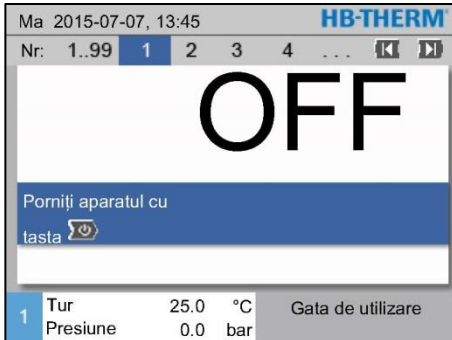 Ma 2015-07-07, 13:45 HB-THERM
Nr: 1..99 1 2 3 4 ...
OFF
Porniți aparatul cu
tasta
1 Tur 25.0 °C Gata de utilizare
Presiune 0.0 bar